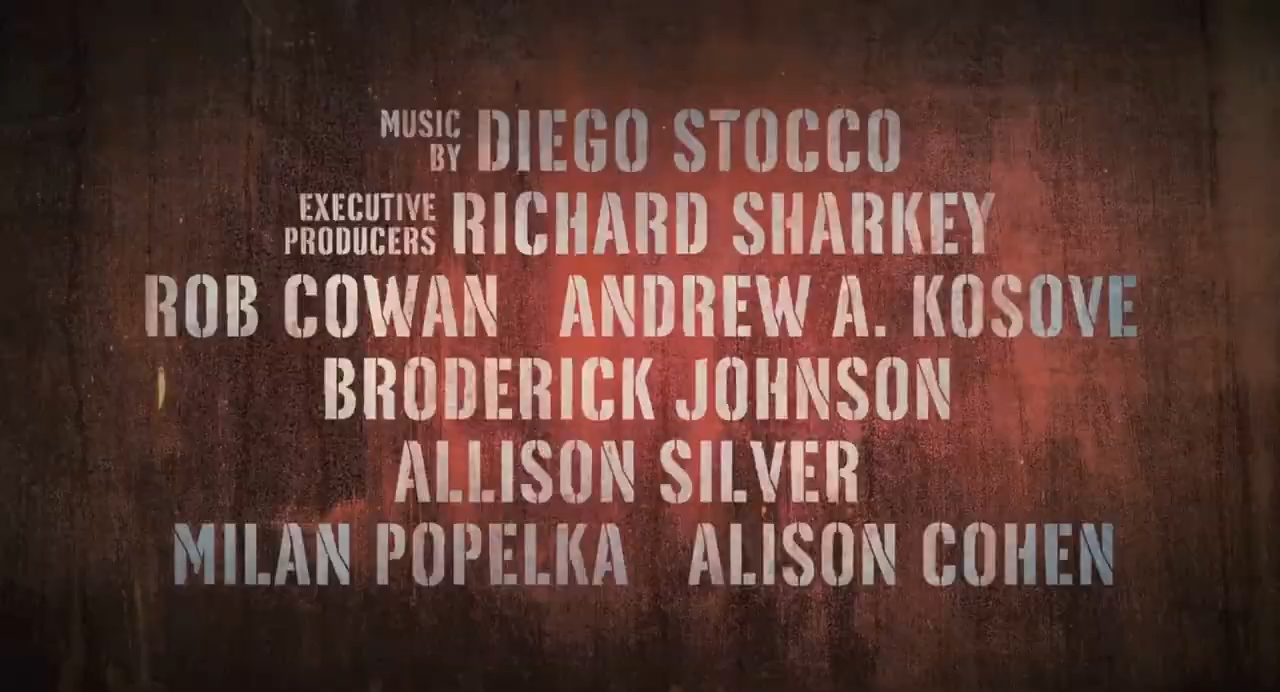 MUSIC BY DIEGO STOCCO
EXECUTIVE PRODUCERS RICHARD SHARKEY
ROB COWAN ANDREW A. KOSOVE
BRODERICK JOHNSON
ALLISON SILVER
MILAN POPELKA ALISON COHEN